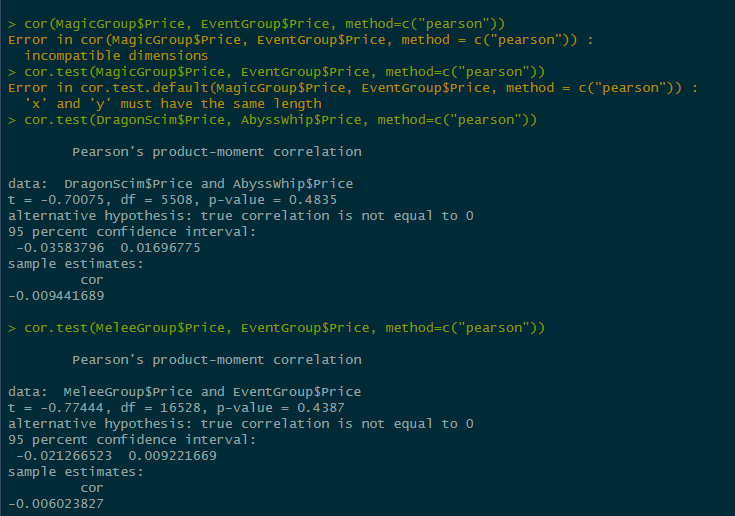 > cor(MagicGroup$Price, EventGroup$Price, method=c("pearson"))
Error in cor(MagicGroup$Price, EventGroup$Price, method = c("pearson")) :
  incompatible dimensions
> cor.test(MagicGroup$Price, EventGroup$Price, method=c("pearson"))
Error in cor.test.default(MagicGroup$Price, EventGroup$Price, method = c("pearson")) :
  'x' and 'y' must have the same length
> cor.test(DragonScim$Price, AbyssWhip$Price, method=c("pearson"))

        Pearson's product-moment correlation

data:  DragonScim$Price and AbyssWhip$Price
t = -0.70075, df = 5508, p-value = 0.4835
alternative hypothesis: true correlation is not equal to 0
95 percent confidence interval:
 -0.03583796  0.01696775
sample estimates:
         cor
-0.009441689

> cor.test(MeleeGroup$Price, EventGroup$Price, method=c("pearson"))

        Pearson's product-moment correlation

data:  MeleeGroup$Price and EventGroup$Price
t = -0.77444, df = 16528, p-value = 0.4387
alternative hypothesis: true correlation is not equal to 0
95 percent confidence interval:
 -0.021266523  0.009221669
sample estimates:
         cor
-0.006023827